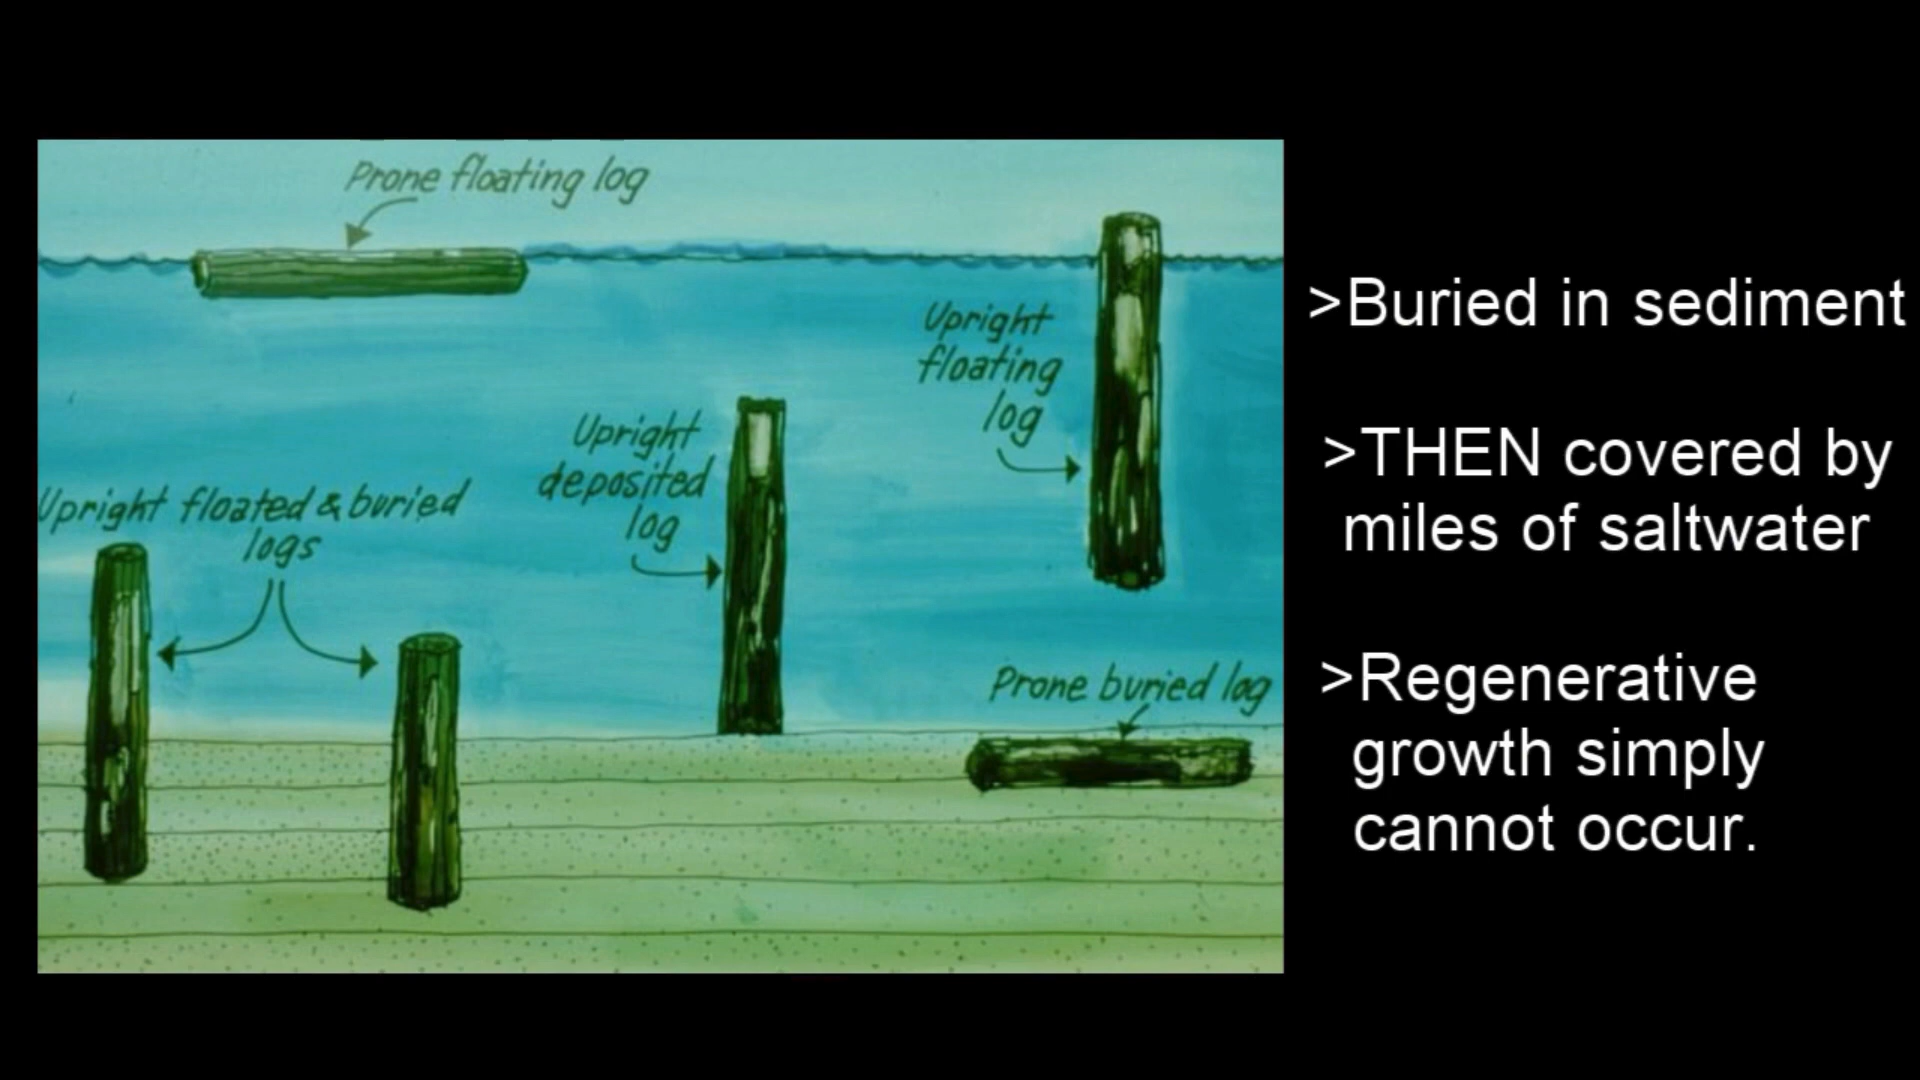 Prone floating log
Upright
floating
log
Upright
deposited
log
Upright floated & buried
logs
Prone buried log
>Buried in sediment
>THEN covered by
miles of saltwater
>Regenerative
growth simply
cannot occur.